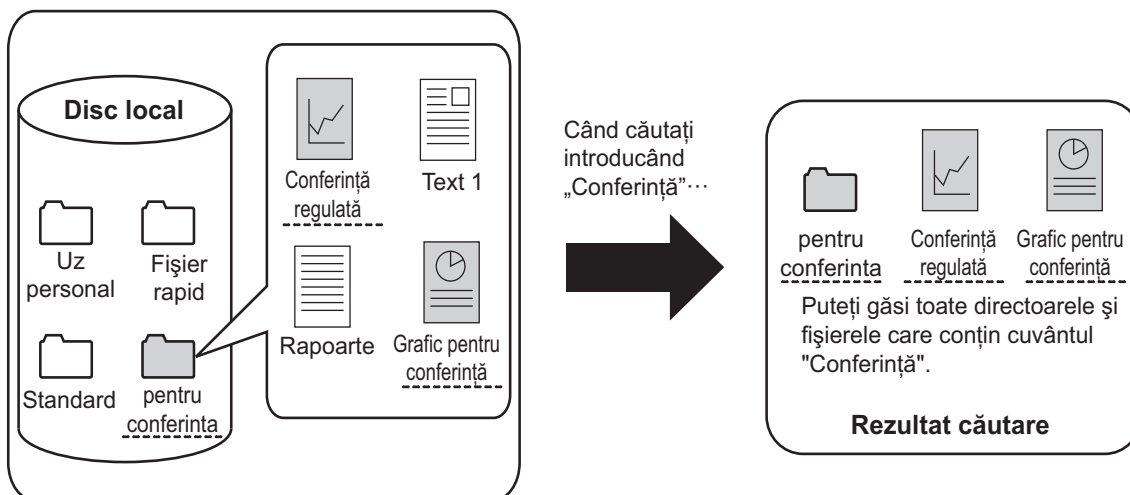 Disc local
Uz
personal
Fişier
rapid
Standard
pentru
conferinta
Conferință
regulată
Text 1
Rapoarte
Grafic pentru
conferință
Când căutați
introducând
„Conferință”···
pentru
conferinta
Conferință
regulată
Grafic pentru
conferință
Puteți găsi toate directoarele şi
fişierele care conțin cuvântul
"Conferință".
Rezultat căutare